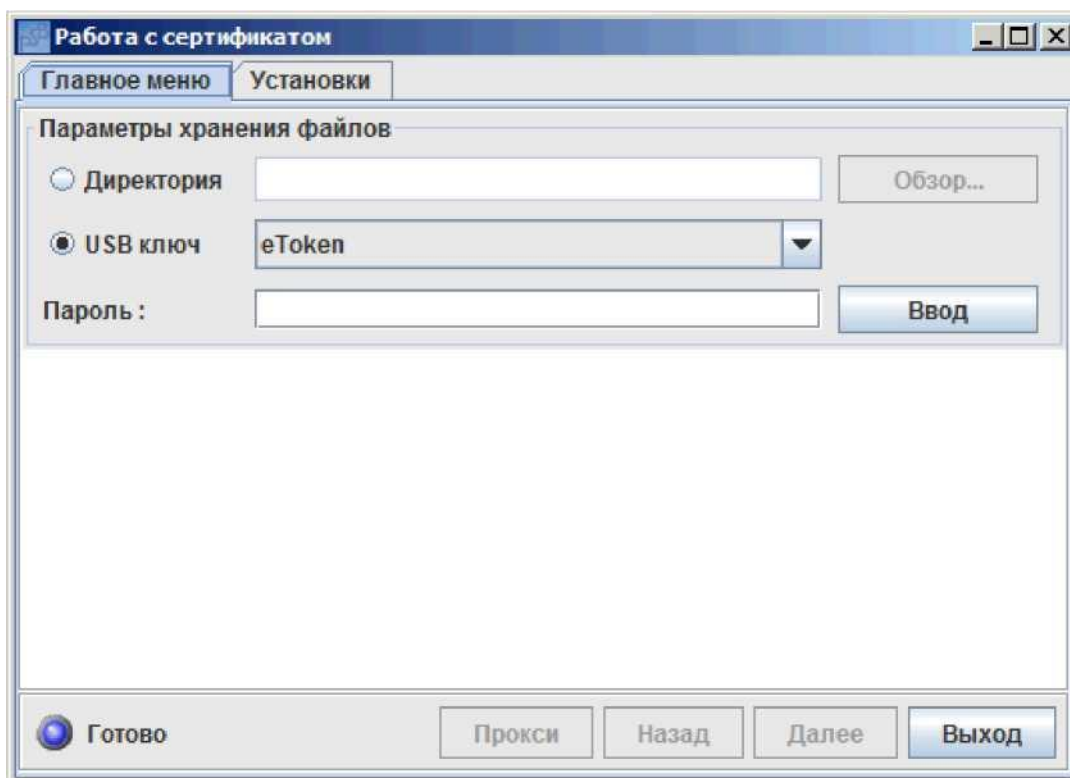 Работа с сертификатом
Главное меню Установки
Параметры хранения файлов
Директория Обзор...
USB ключ eToken
Пароль : Ввод
Готово Прокси Назад Далее Выход